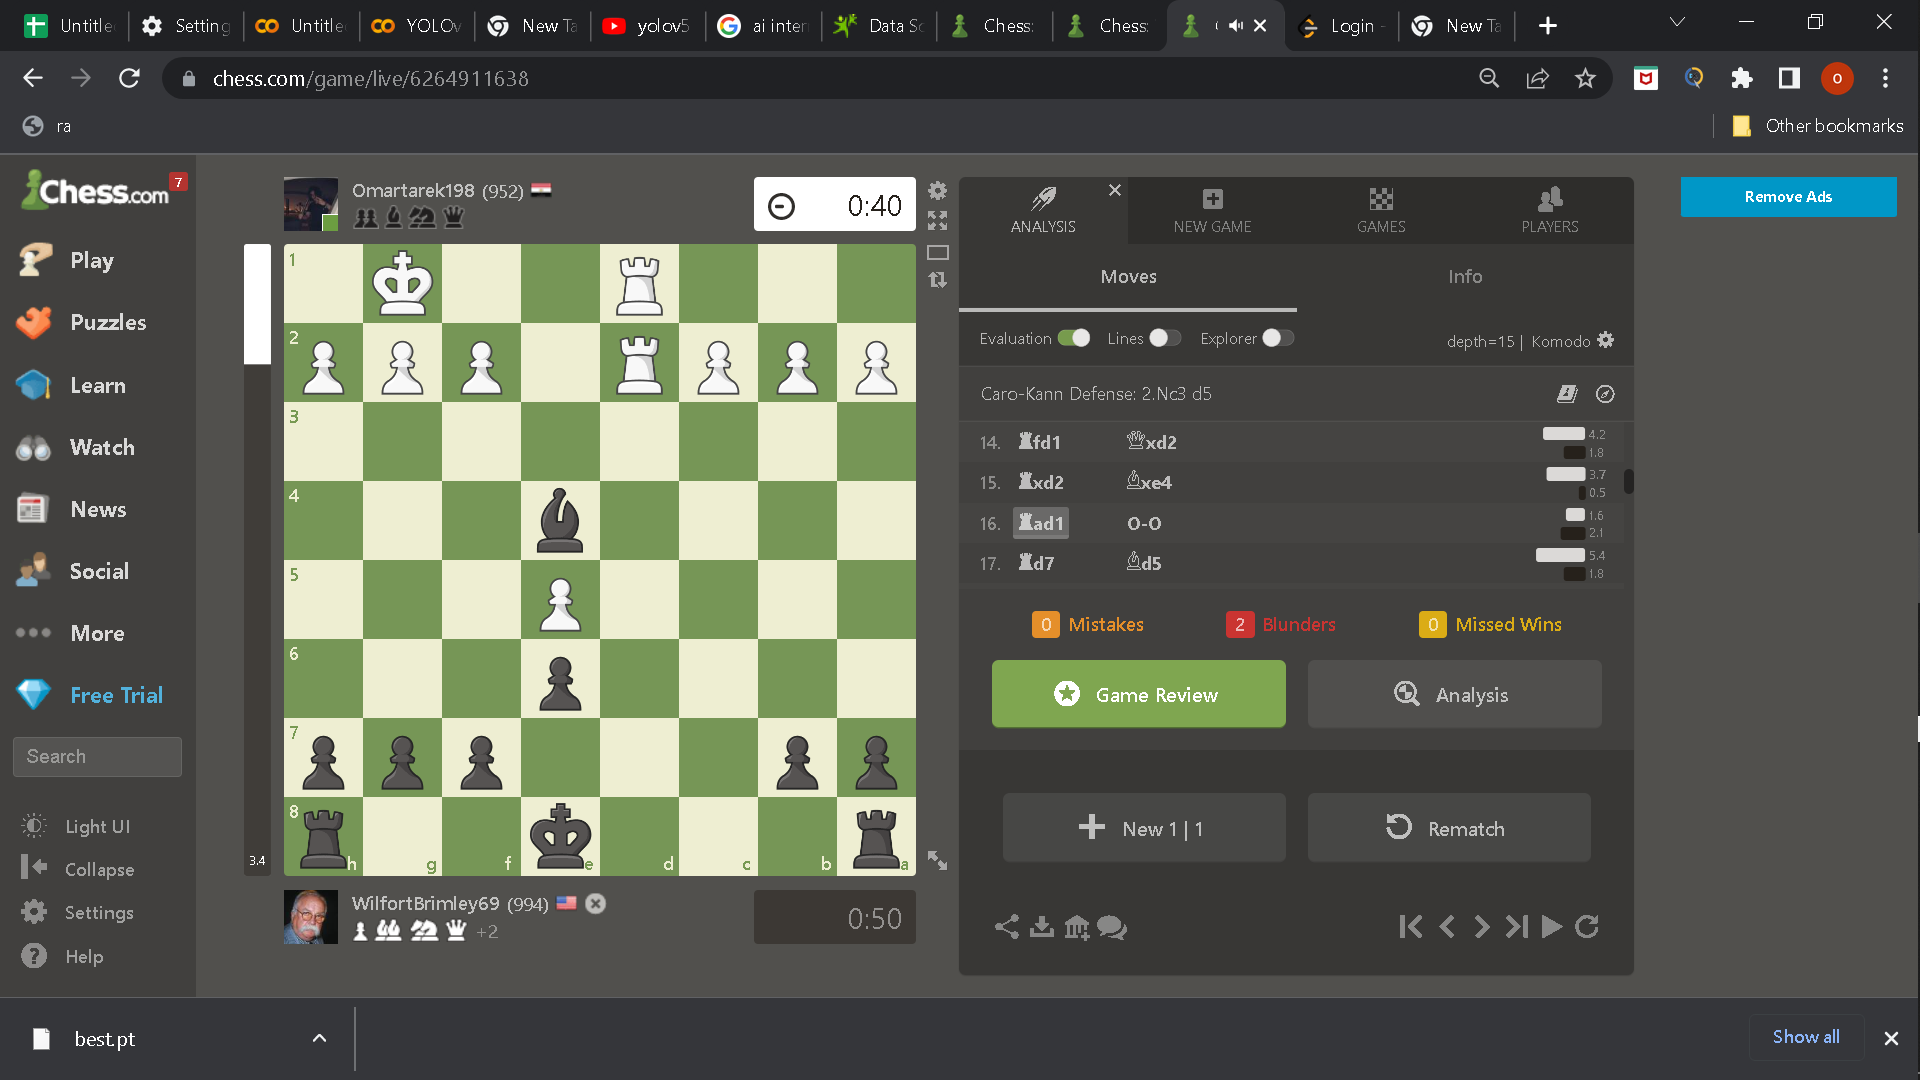 Untitle
Setting
Untitle
YOLOv
New Ta
yolov5
ai inter
Data Sc
Chess:
Chess:
Login -
New Ta
chess.com/game/live/6264911638
O
ra
Other bookmarks
Chess.com
7
Play
Puzzles
Learn
Watch
News
Social
More
Free Trial
Search
Light UI
Collapse
Settings
Help
Omartarek198 (952)
0:40
1
2
3
4
5
6
7
8
h g f e d c b a
3.4
WilfortBrimley69 (994)
+2
0:50
ANALYSIS
NEW GAME
GAMES
PLAYERS
Moves
Info
Evaluation
Lines
Explorer
depth=15 | Komodo
Caro-Kann Defense: 2.Nc3 d5
14. fd1 xd2 4.2
1.8
15. xd2 xe4 3.7
0.5
16. ad1 O-O 1.6
2.1
17. d7 d5 5.4
1.8
0 Mistakes
2 Blunders
0 Missed Wins
Game Review
Analysis
New 1 | 1
Rematch
Remove Ads
best.pt
Show all